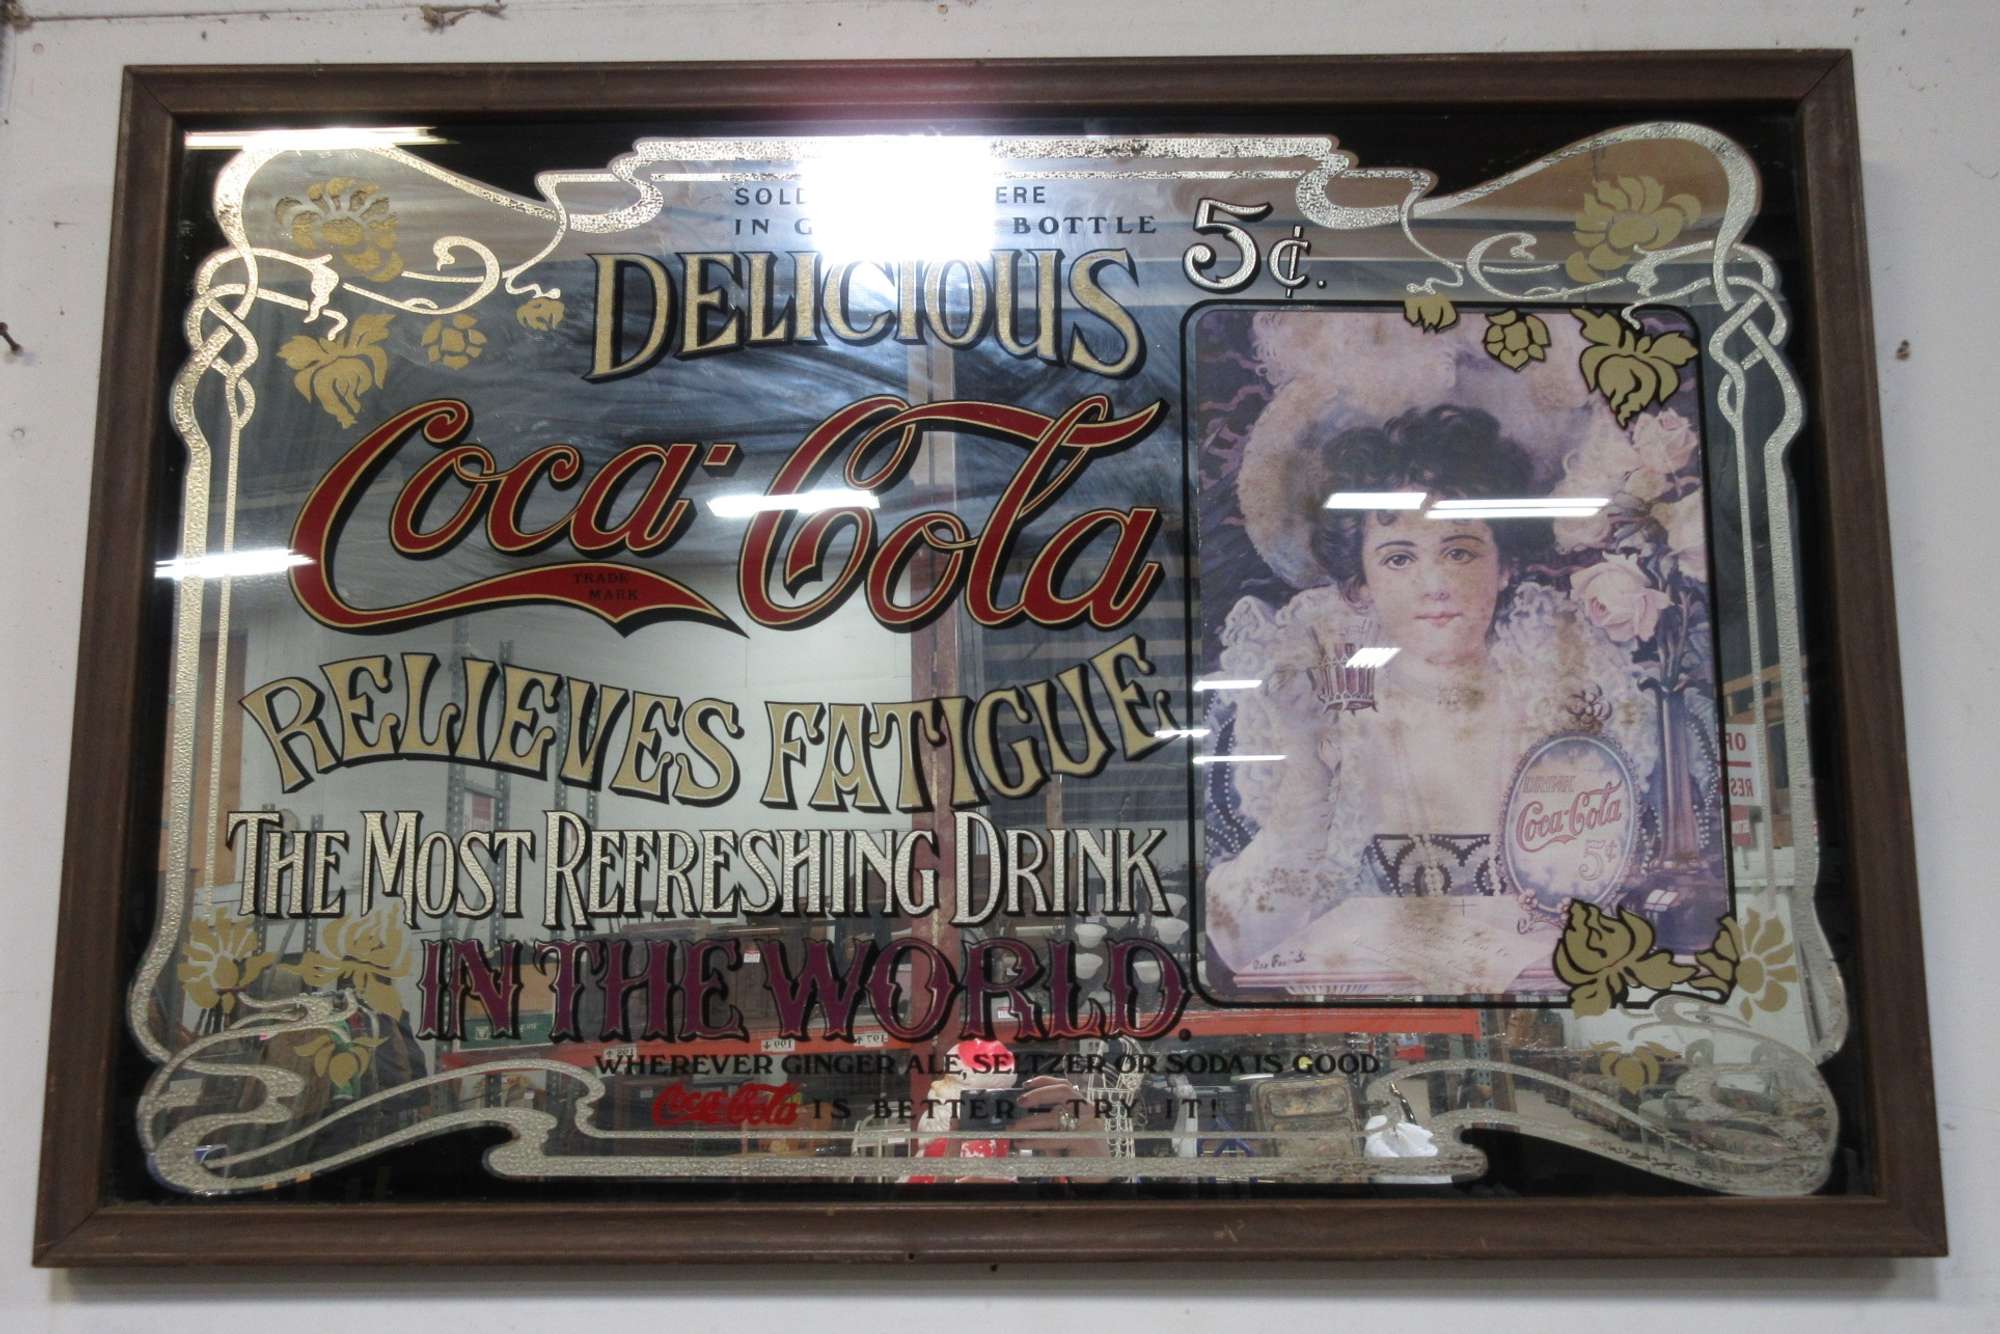 SOLD
IN BOTTLE
5¢.
DELICIOUS
Coca-Cola
TRADE
MARK
RELIEVES FATIGUE.
THE MOST REFRESHING DRINK
IN THE WORLD.
WHEREVER GINGER ALE, SELTZER OR SODA IS GOOD
Coca-Cola IS BETTER — TRY IT!
DRINK
Coca-Cola
5¢